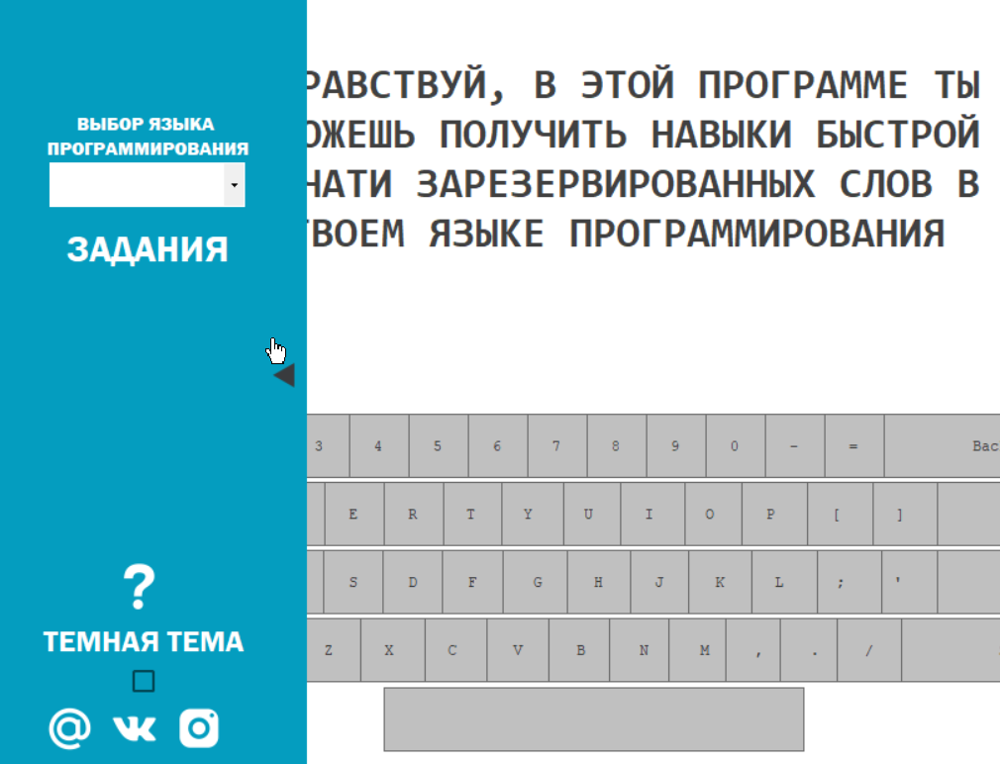 ВЫБОР ЯЗЫКА
ПРОГРАММИРОВАНИЯ
ЗАДАНИЯ
?
ТЕМНАЯ ТЕМА
РАВСТВУЙ, В ЭТОЙ ПРОГРАММЕ ТЫ
ОЖЕШЬ ПОЛУЧИТЬ НАВЫКИ БЫСТРОЙ
ЧАТИ ЗАРЕЗЕРВИРОВАННЫХ СЛОВ В
ТВОЕМ ЯЗЫКЕ ПРОГРАММИРОВАНИЯ
3 4 5 6 7 8 9 0 - = Bac
E R T Y U I O P [ ]
S D F G H J K L ; '
Z X C V B N M , . /